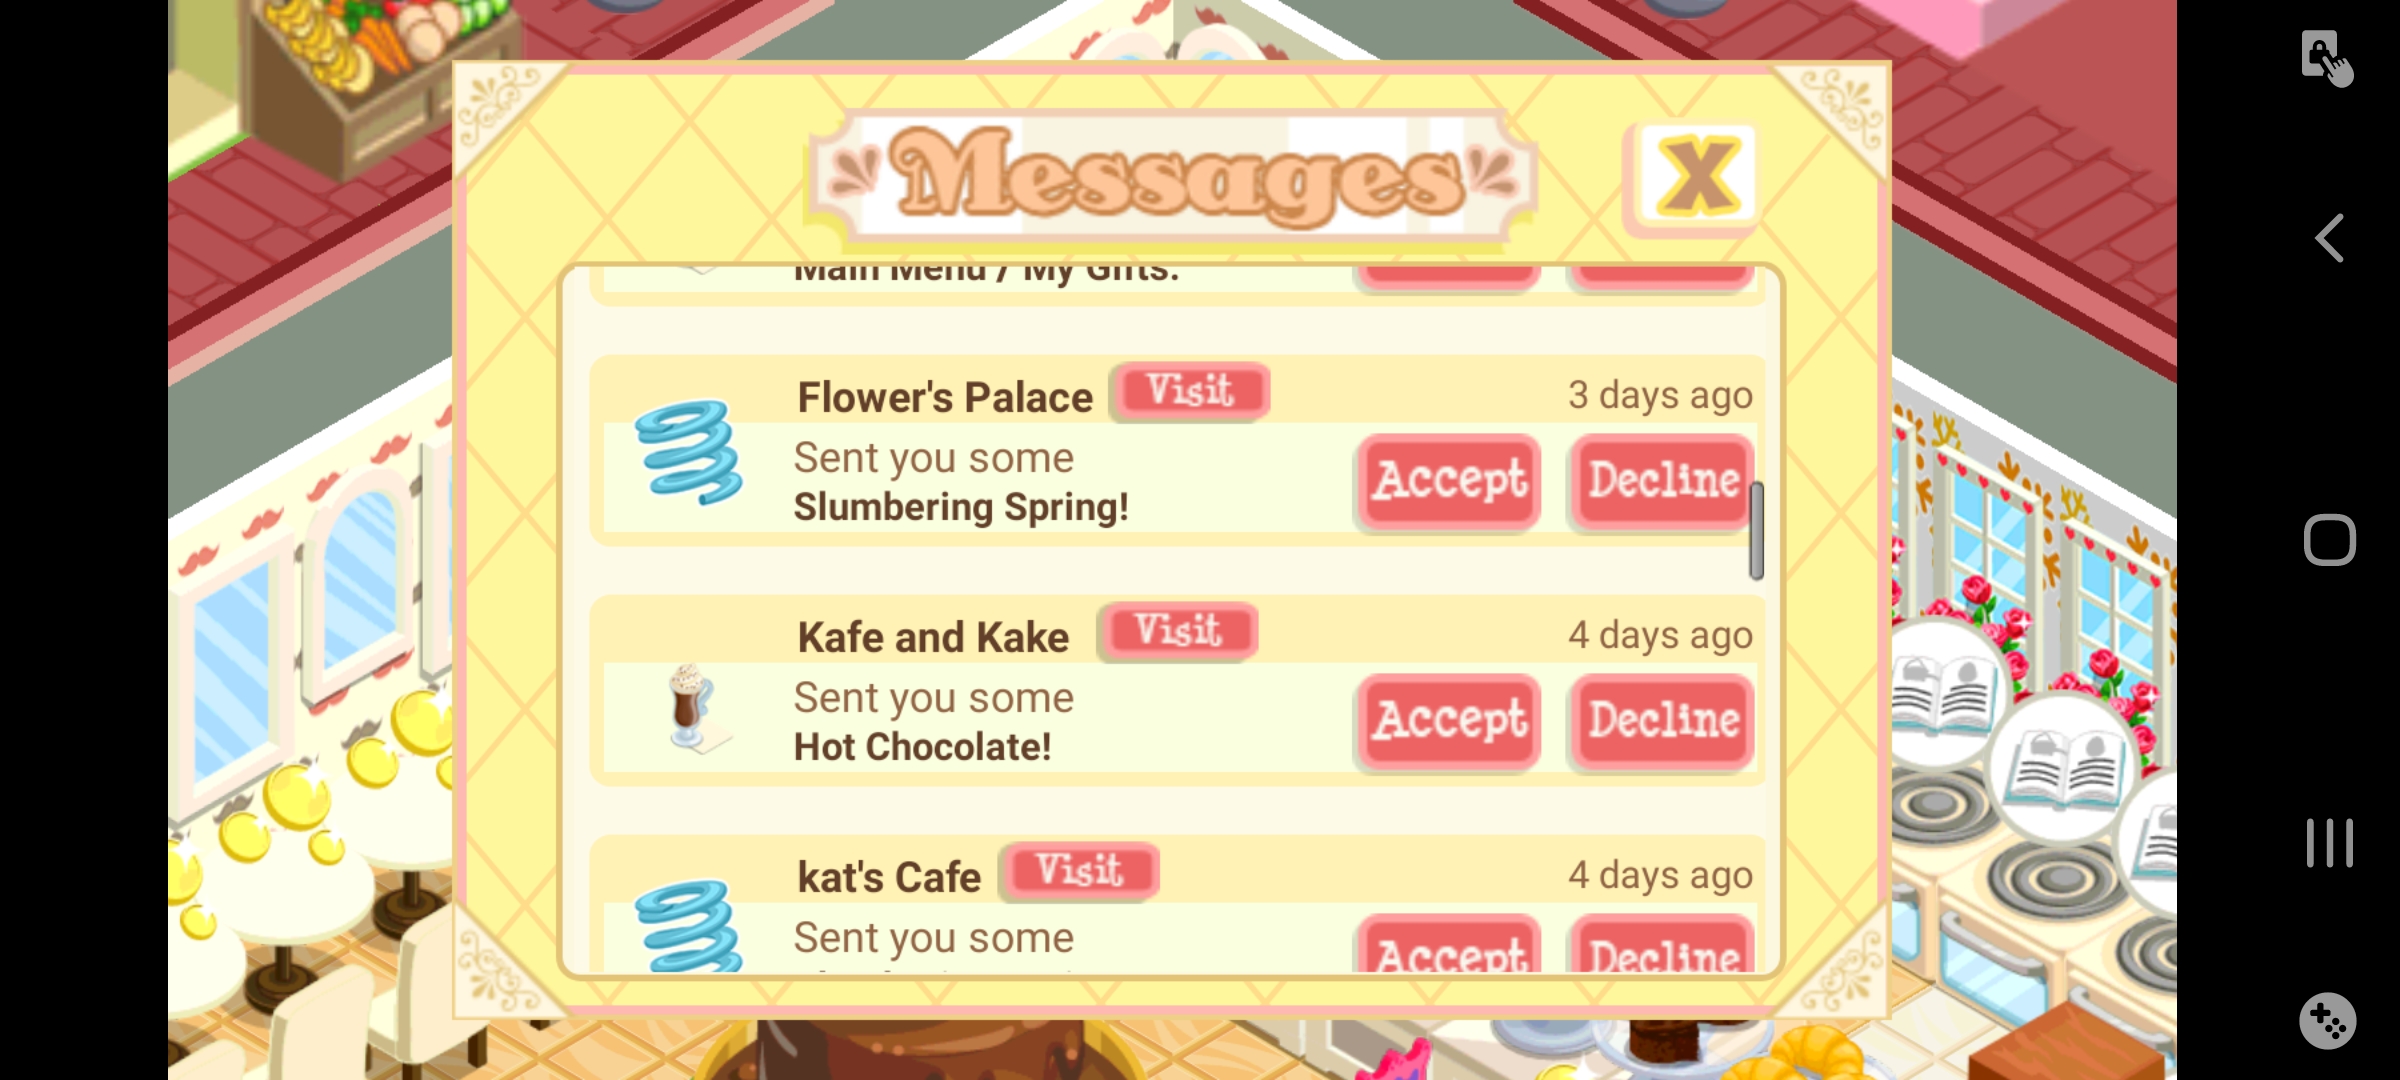 Messages
X
Main Menu / My Gifts.
Flower's Palace Visit 3 days ago
Sent you some Accept Decline
Slumbering Spring!
Kafe and Kake Visit 4 days ago
Sent you some Accept Decline
Hot Chocolate!
kat's Cafe Visit 4 days ago
Sent you some Accept Decline